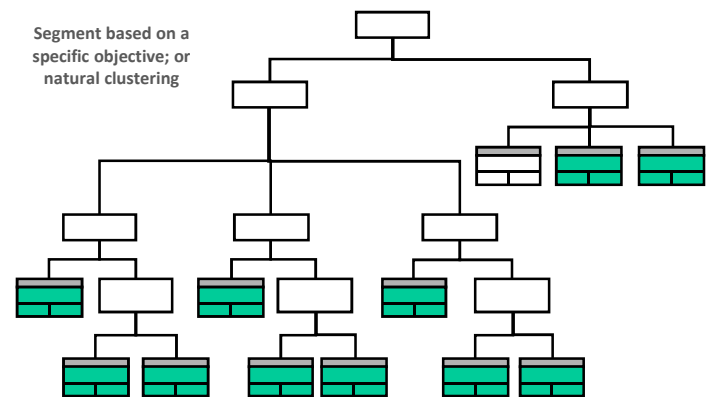 Segment based on a
specific objective; or
natural clustering